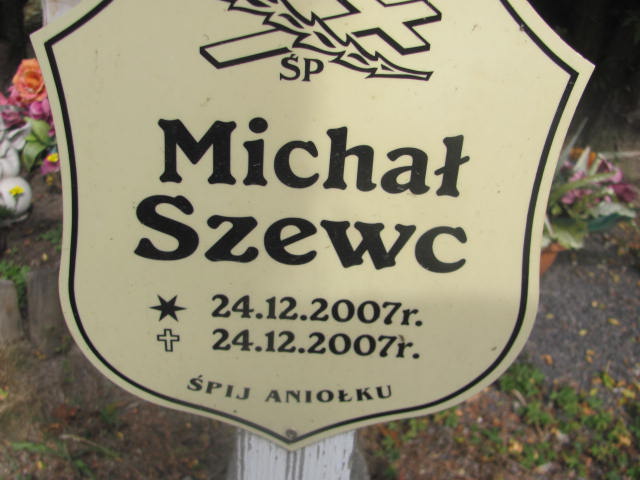 ŚP
Michał
Szewc
24.12.2007r.
24.12.2007r.
ŚPIJ ANIOŁKU